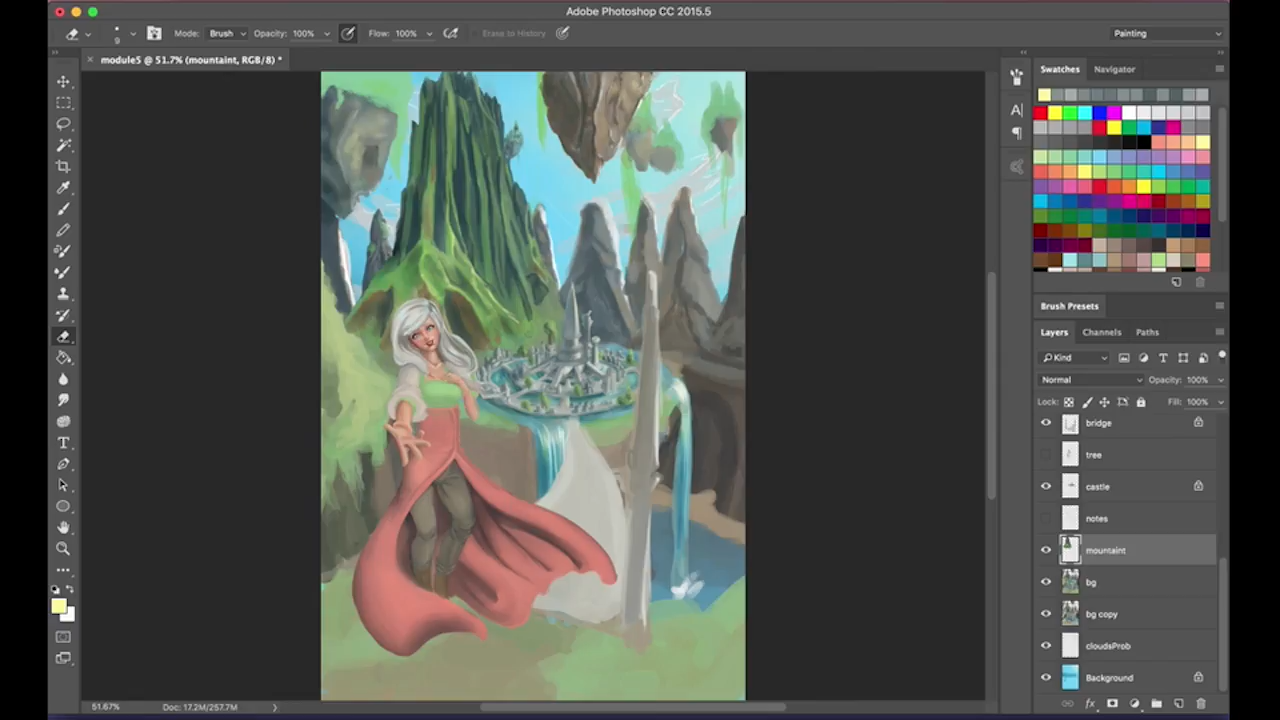 Adobe Photoshop CC 2015.5
9 Mode: Brush Opacity: 100% Flow: 100% Erase to History Painting
module5 @ 51.7% (mountaint, RGB/8) *
Swatches Navigator
Brush Presets
Layers Channels Paths
Kind
Normal Opacity: 100%
Lock: Fill: 100%
bridge
tree
castle
notes
mountaint
bg
bg copy
cloudsProb
Background
fx
51.67% Doc: 17.2M/257.7M